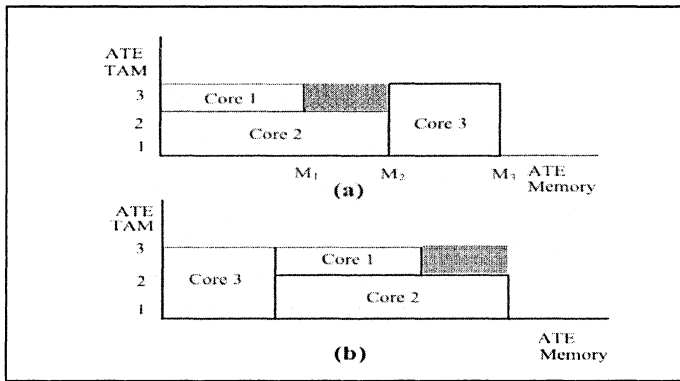 ATE
TAM
3
Core 1
2
Core 2
Core 3
1
M1 M2 M3 ATE
Memory
(a)
ATE
TAM
3
Core 1
2
Core 3
Core 2
1
ATE
Memory
(b)